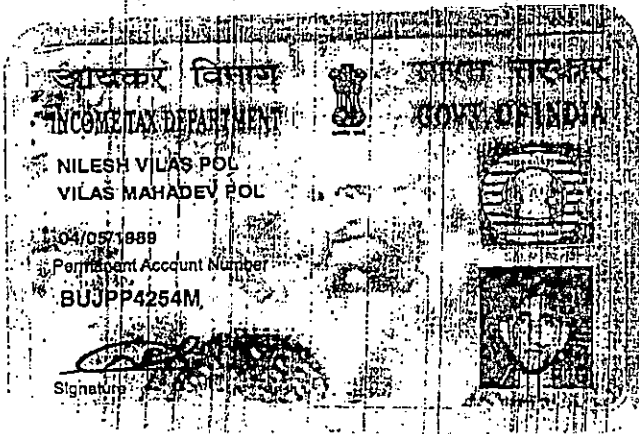 आयकर विभाग
भारत सरकार
INCOME TAX DEPARTMENT
GOVT. OF INDIA
NILESH VILAS POL
VILAS MAHADEV POL
04/05/1989
Permanent Account Number
BUJPP4254M
Signature